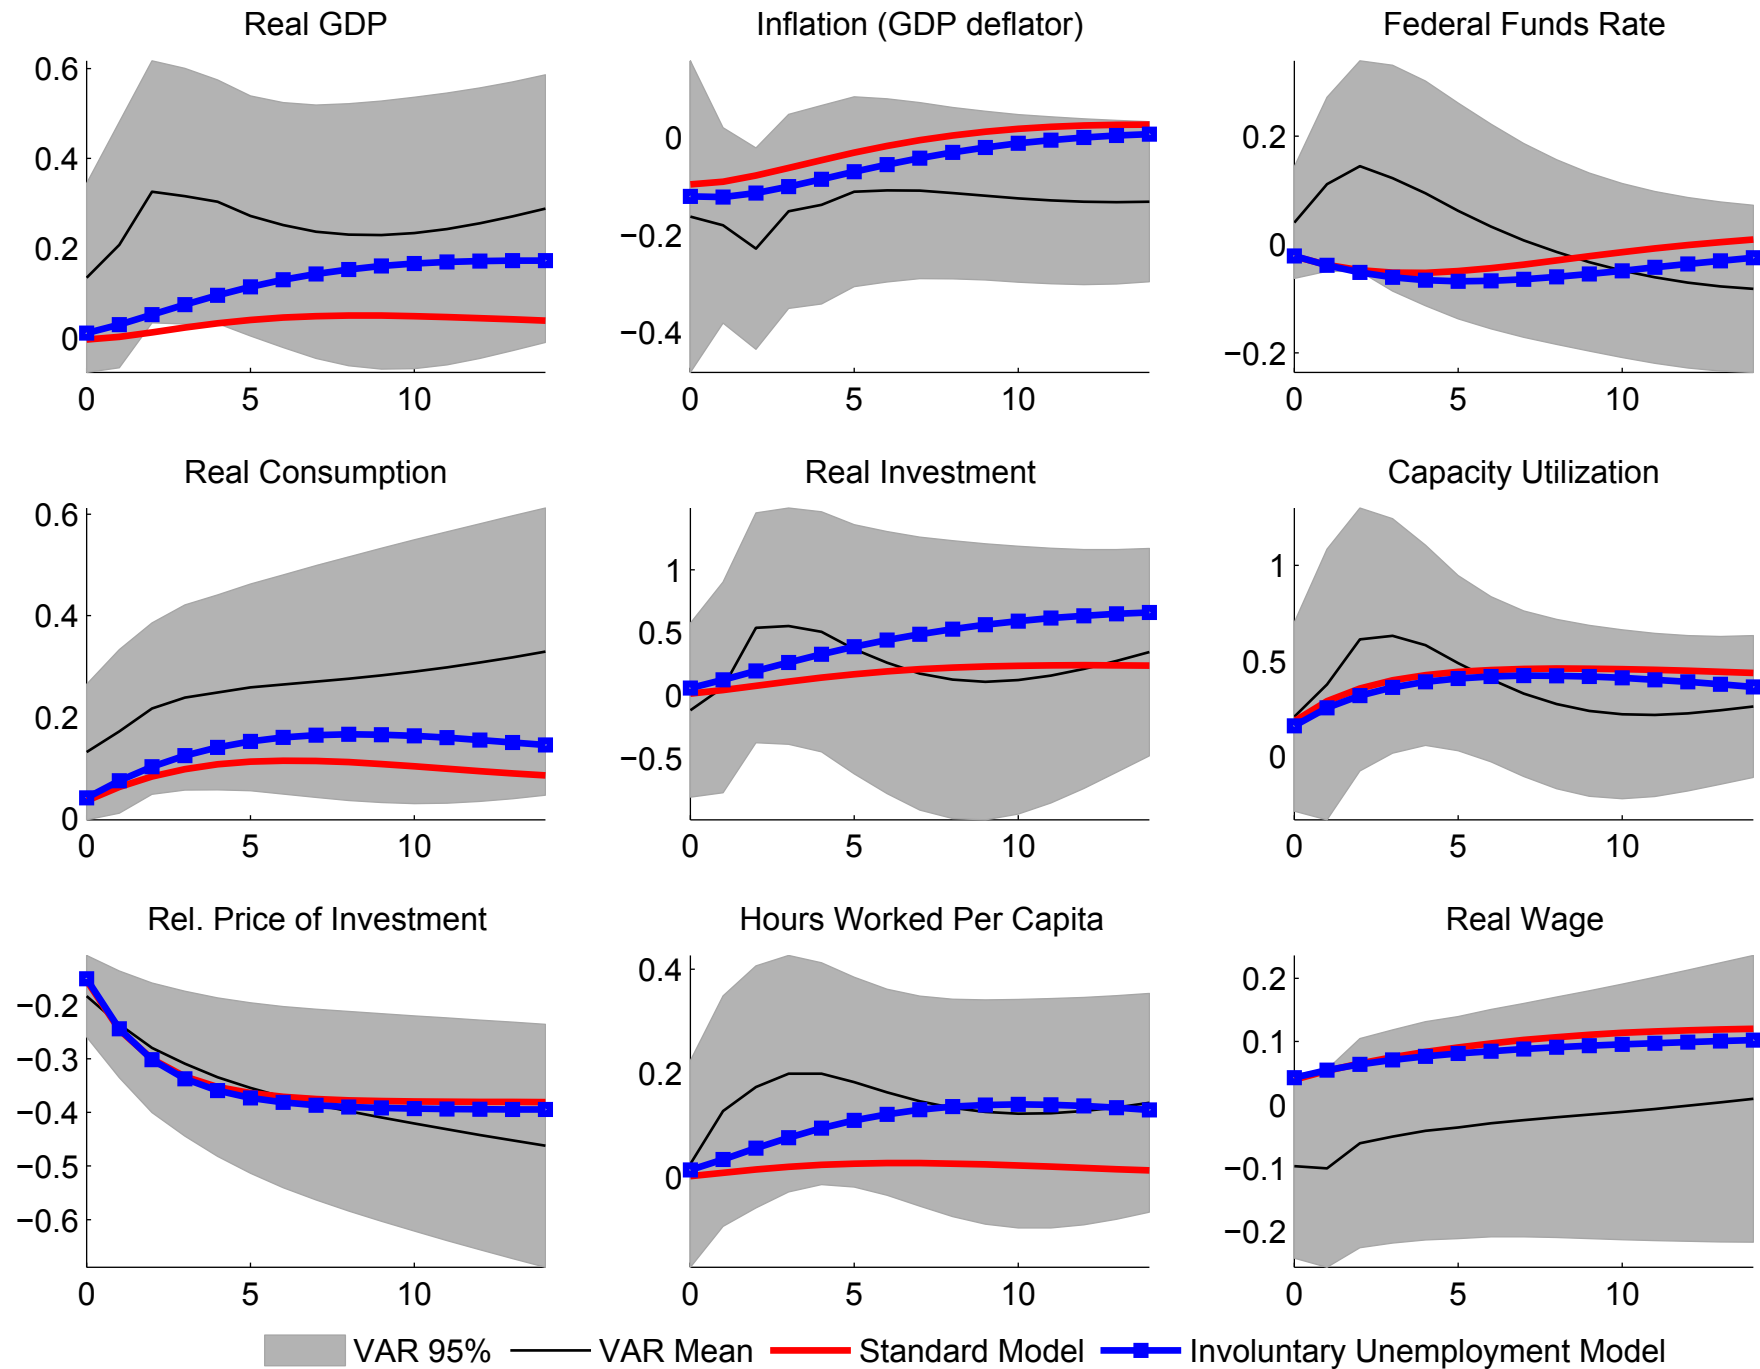 Real GDP
0.6
0.4
0.2
0
0 5 10
Inflation (GDP deflator)
0
−0.2
−0.4
0 5 10
Federal Funds Rate
0.2
0
−0.2
0 5 10
Real Consumption
0.6
0.4
0.2
0
0 5 10
Real Investment
1
0.5
0
−0.5
0 5 10
Capacity Utilization
1
0.5
0
0 5 10
Rel. Price of Investment
−0.2
−0.3
−0.4
−0.5
−0.6
0 5 10
Hours Worked Per Capita
0.4
0.2
0
0 5 10
Real Wage
0.2
0.1
0
−0.1
−0.2
0 5 10
VAR 95% VAR Mean Standard Model Involuntary Unemployment Model